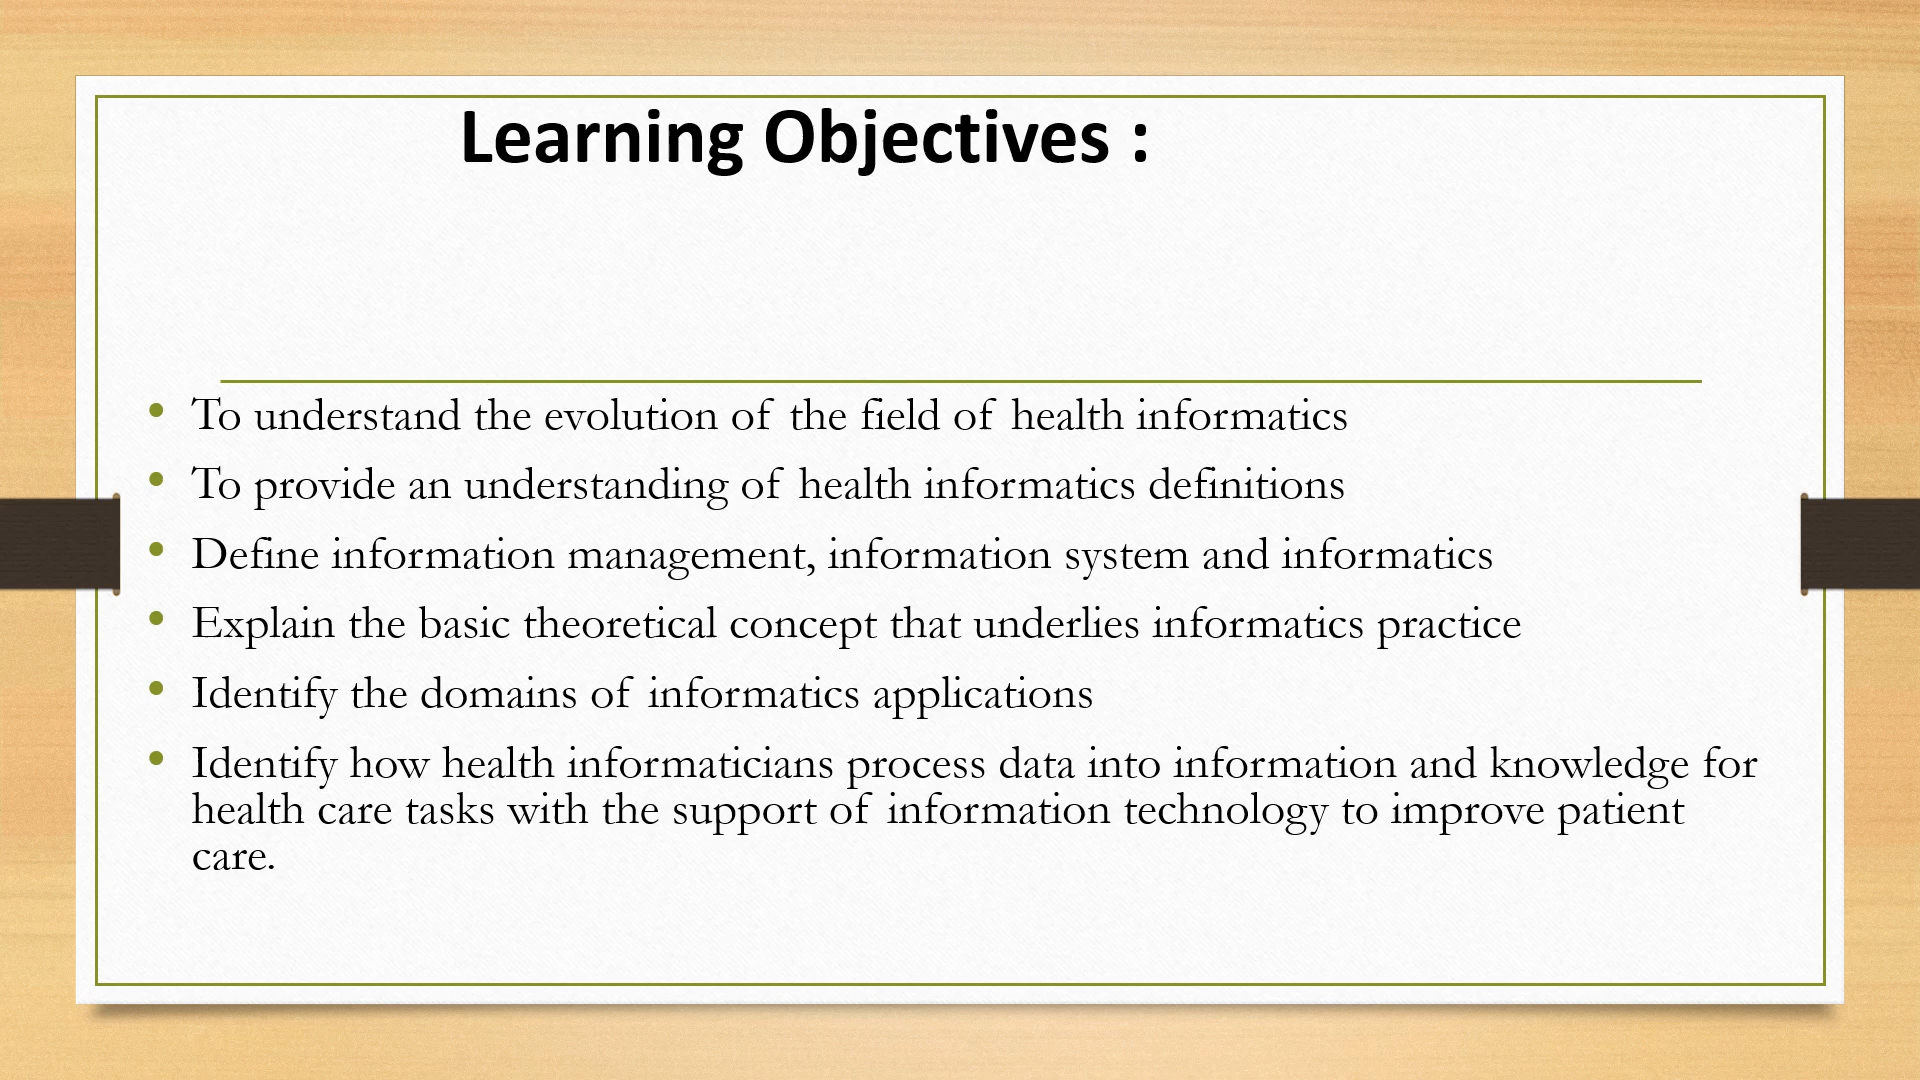 Learning Objectives :
• To understand the evolution of the field of health informatics
• To provide an understanding of health informatics definitions
• Define information management, information system and informatics
• Explain the basic theoretical concept that underlies informatics practice
• Identify the domains of informatics applications
• Identify how health informaticians process data into information and knowledge for
health care tasks with the support of information technology to improve patient
care.